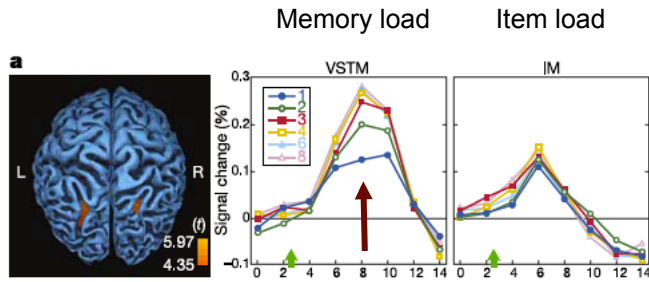 Memory load
Item load
a
VSTM
IM
L
R
(t)
5.97
4.35
Signal change (%)
0.3
0.2
0.1
0
–0.1
1
2
3
4
6
8
0 2 4 6 8 10 12 14
0 2 4 6 8 10 12 14